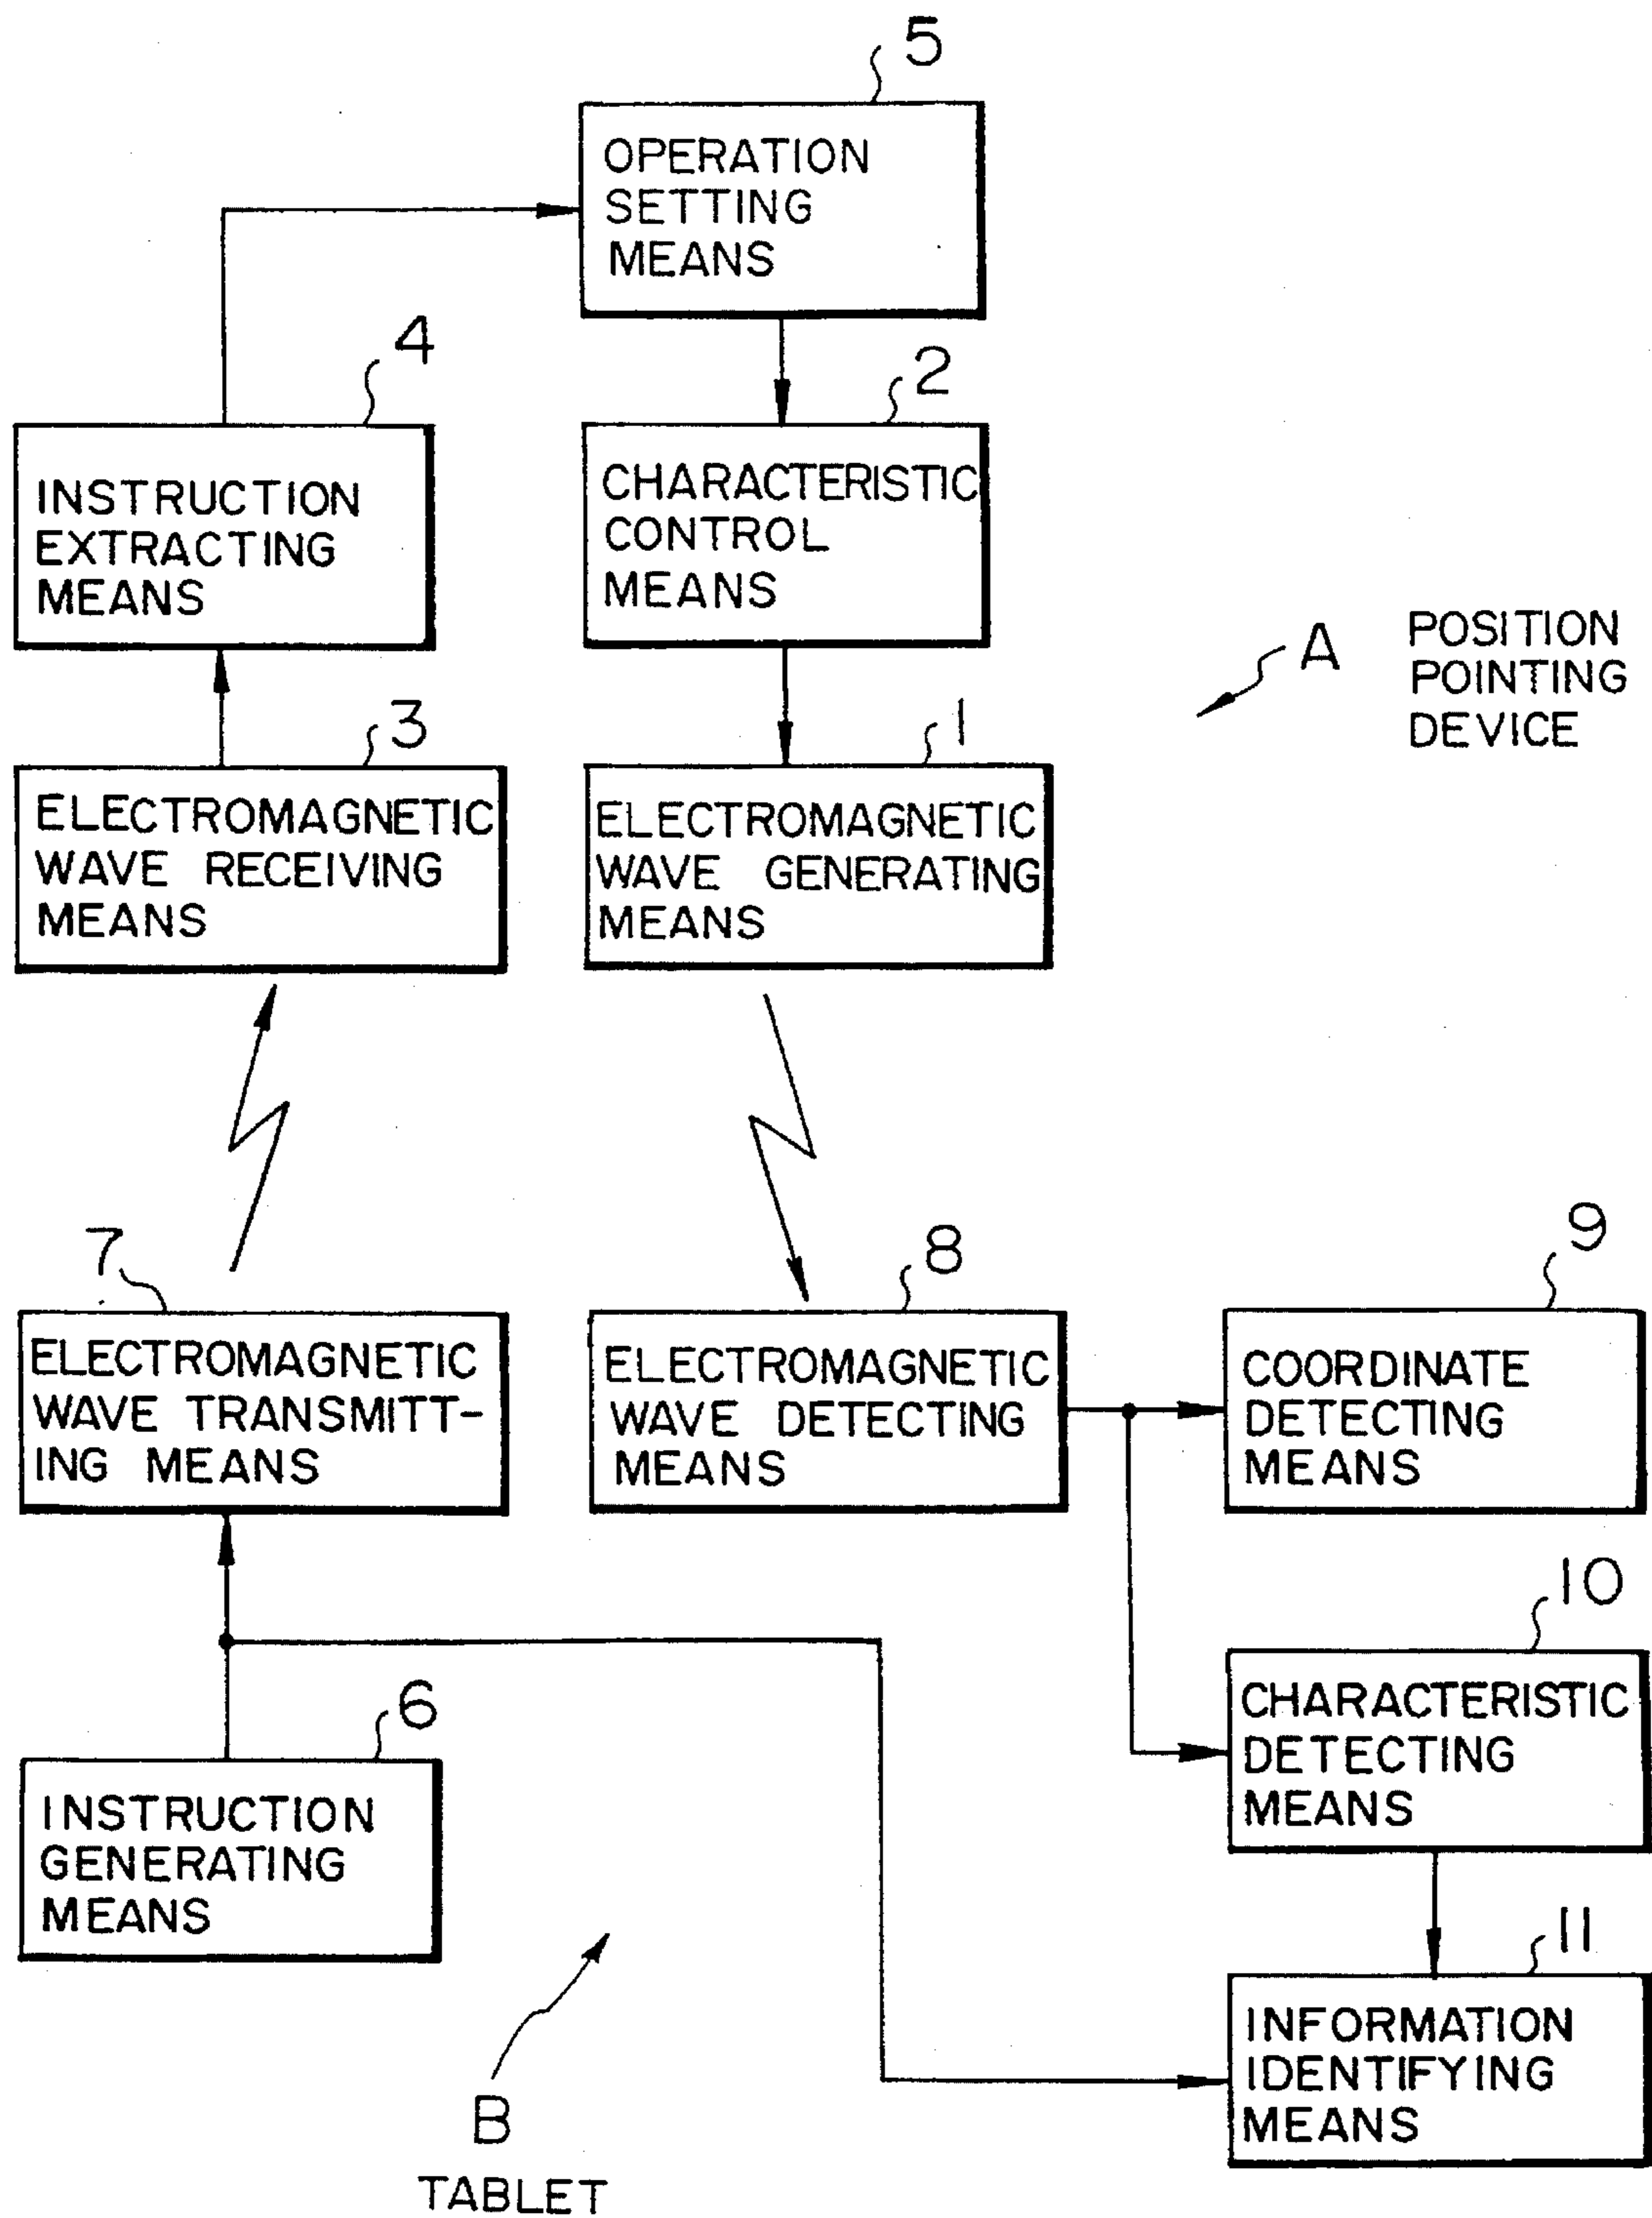 5
OPERATION
SETTING
MEANS
4
INSTRUCTION
EXTRACTING
MEANS
2
CHARACTERISTIC
CONTROL
MEANS
A
POSITION
POINTING
DEVICE
3
ELECTROMAGNETIC
WAVE RECEIVING
MEANS
1
ELECTROMAGNETIC
WAVE GENERATING
MEANS
7
ELECTROMAGNETIC
WAVE TRANSMITT-
ING MEANS
8
ELECTROMAGNETIC
WAVE DETECTING
MEANS
9
COORDINATE
DETECTING
MEANS
10
CHARACTERISTIC
DETECTING
MEANS
6
INSTRUCTION
GENERATING
MEANS
11
INFORMATION
IDENTIFYING
MEANS
B
TABLET